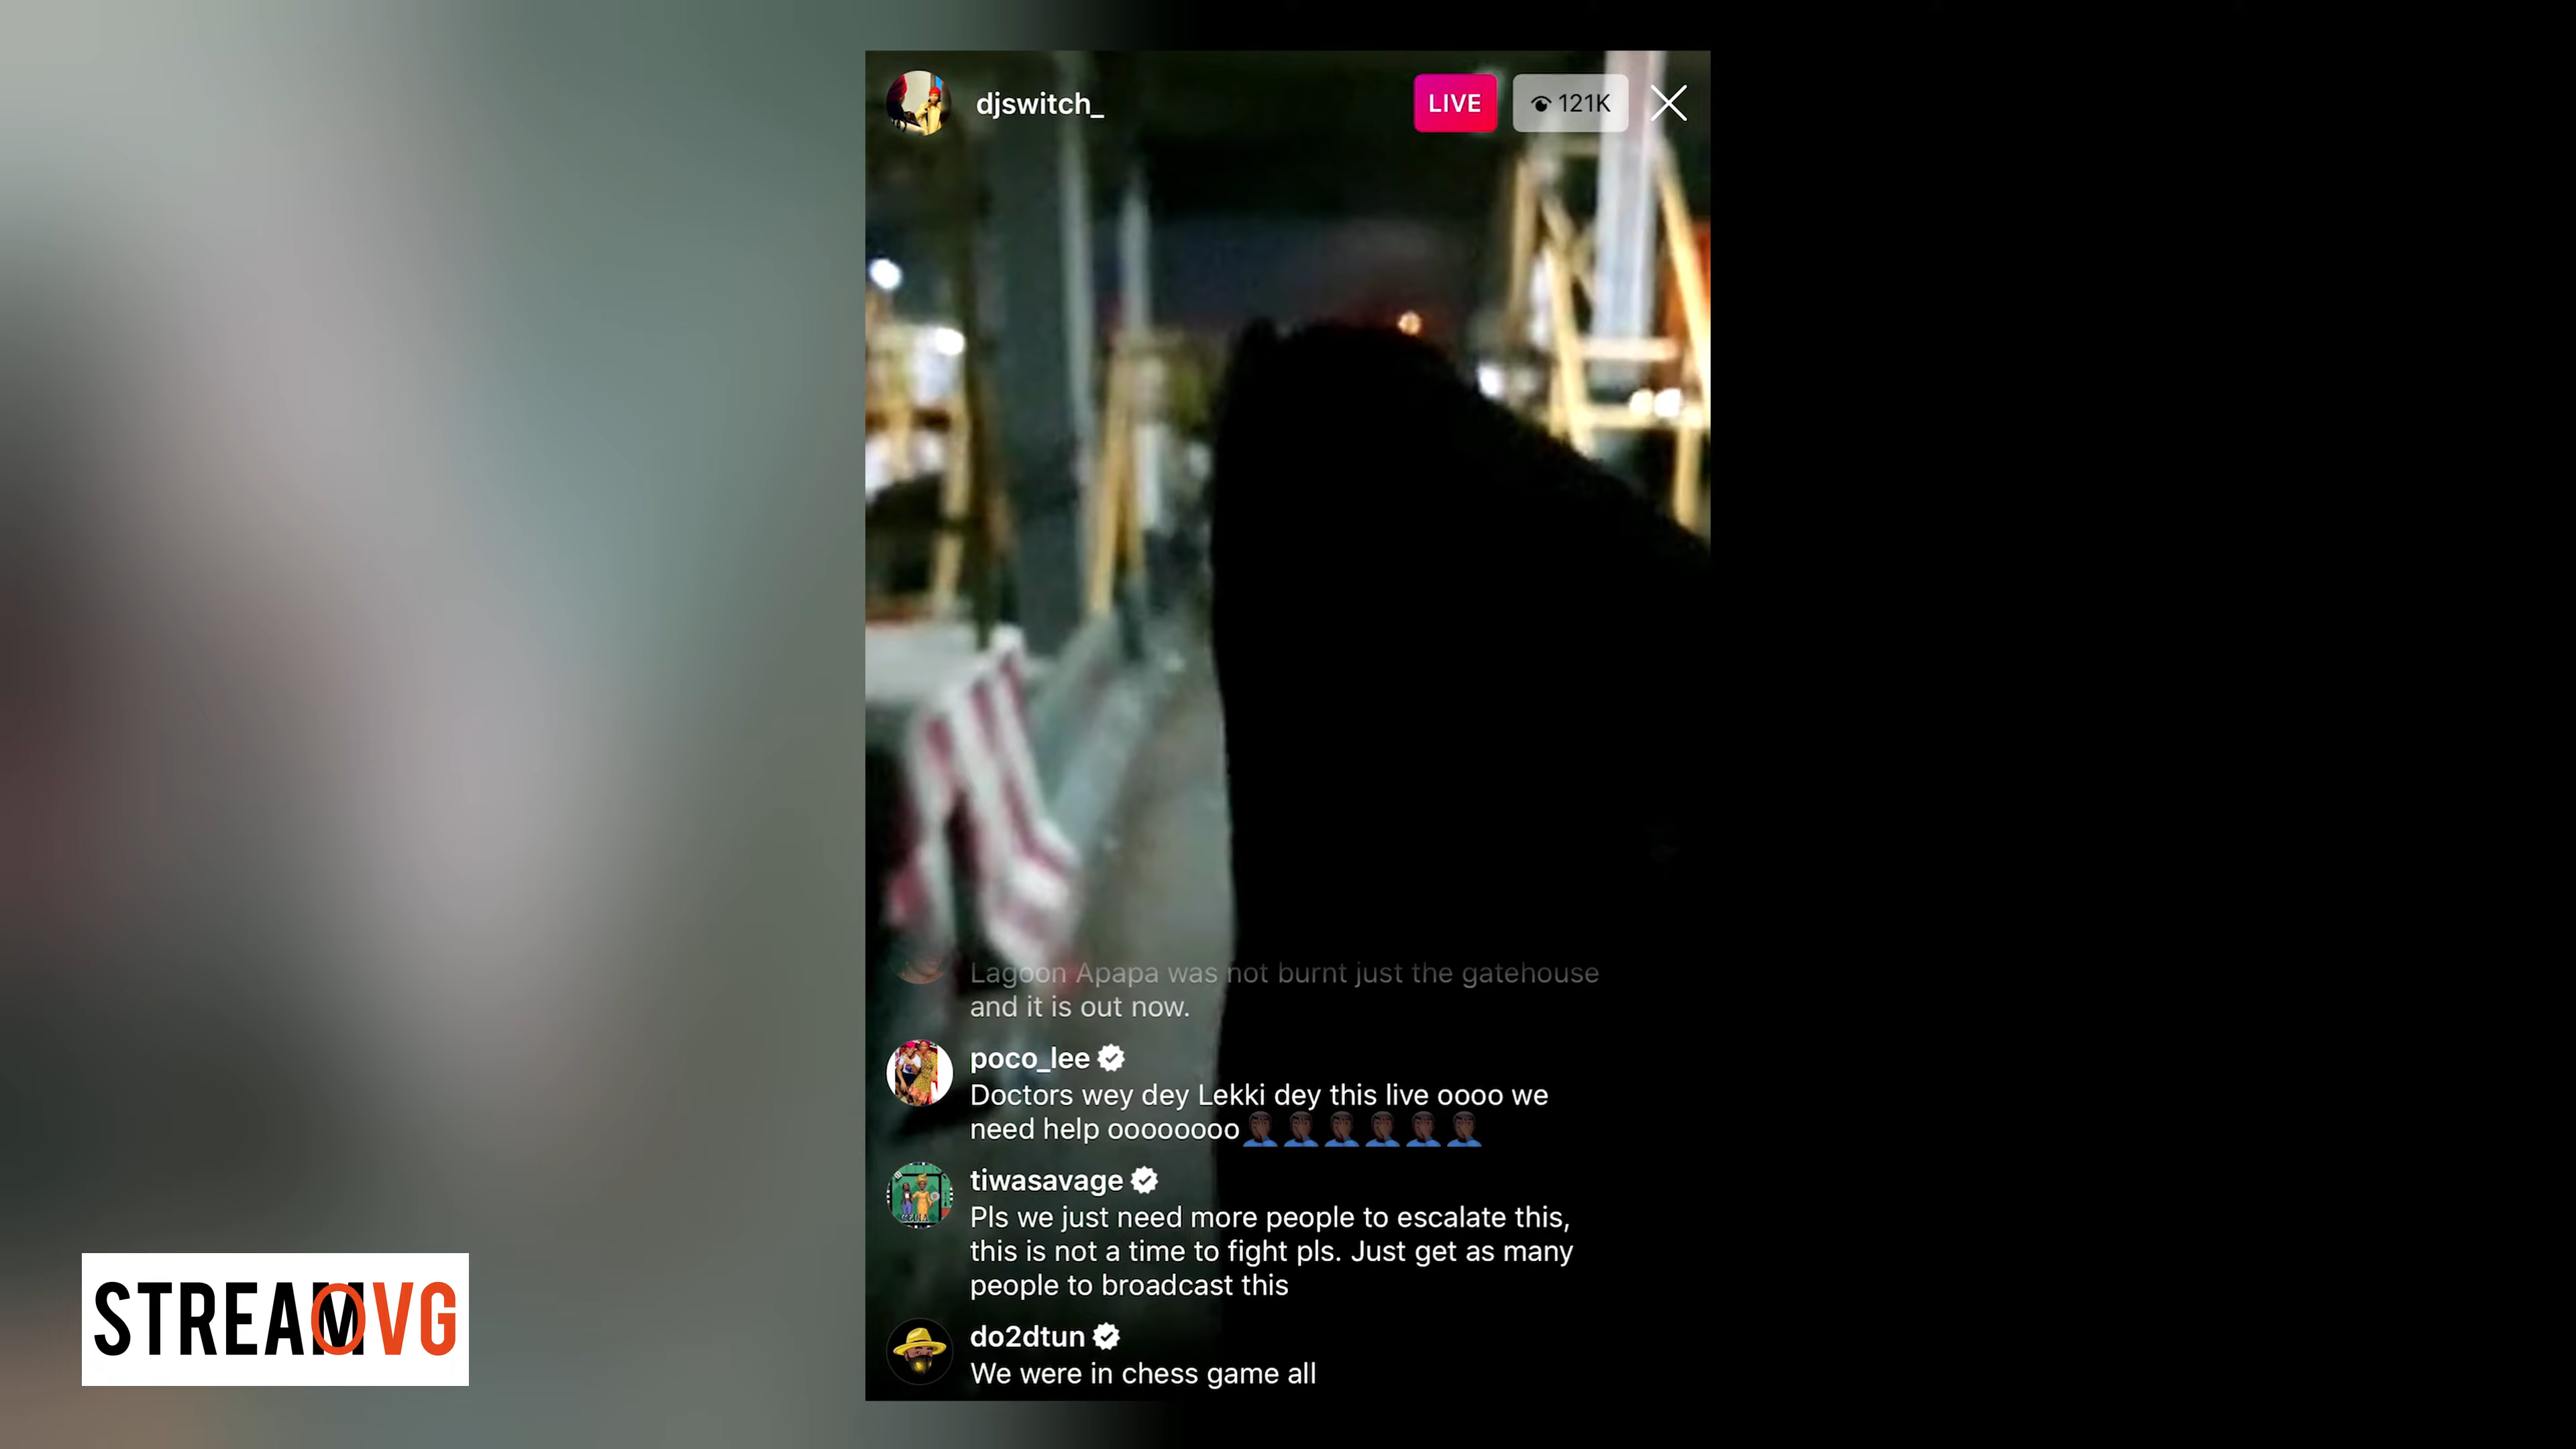 djswitch_
LIVE 121K
Lagoon Apapa was not burnt just the gatehouse
and it is out now.
poco_lee
Doctors wey dey Lekki dey this live oooo we
need help oooooooo🤦🏿‍♂️🤦🏿‍♂️🤦🏿‍♂️🤦🏿‍♂️🤦🏿‍♂️🤦🏿‍♂️
tiwasavage
Pls we just need more people to escalate this,
this is not a time to fight pls. Just get as many
people to broadcast this
do2dtun
We were in chess game all
STREAMOVG